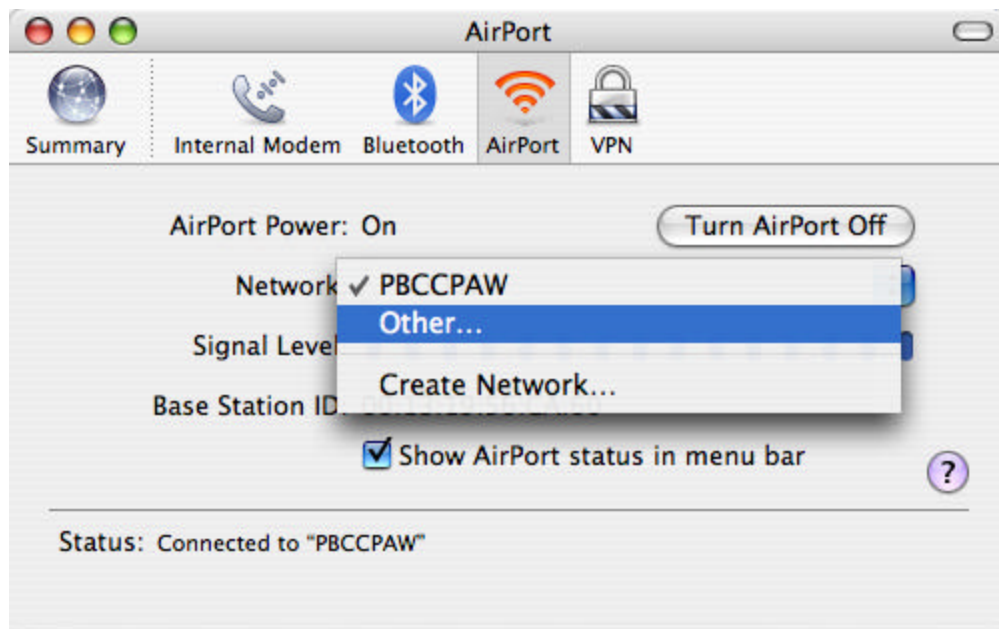 AirPort
Summary Internal Modem Bluetooth AirPort VPN
AirPort Power: On Turn AirPort Off
Network ✓ PBCCPAW
Other...
Signal Level
Create Network...
Base Station ID:
Show AirPort status in menu bar
?
Status: Connected to “PBCCPAW”